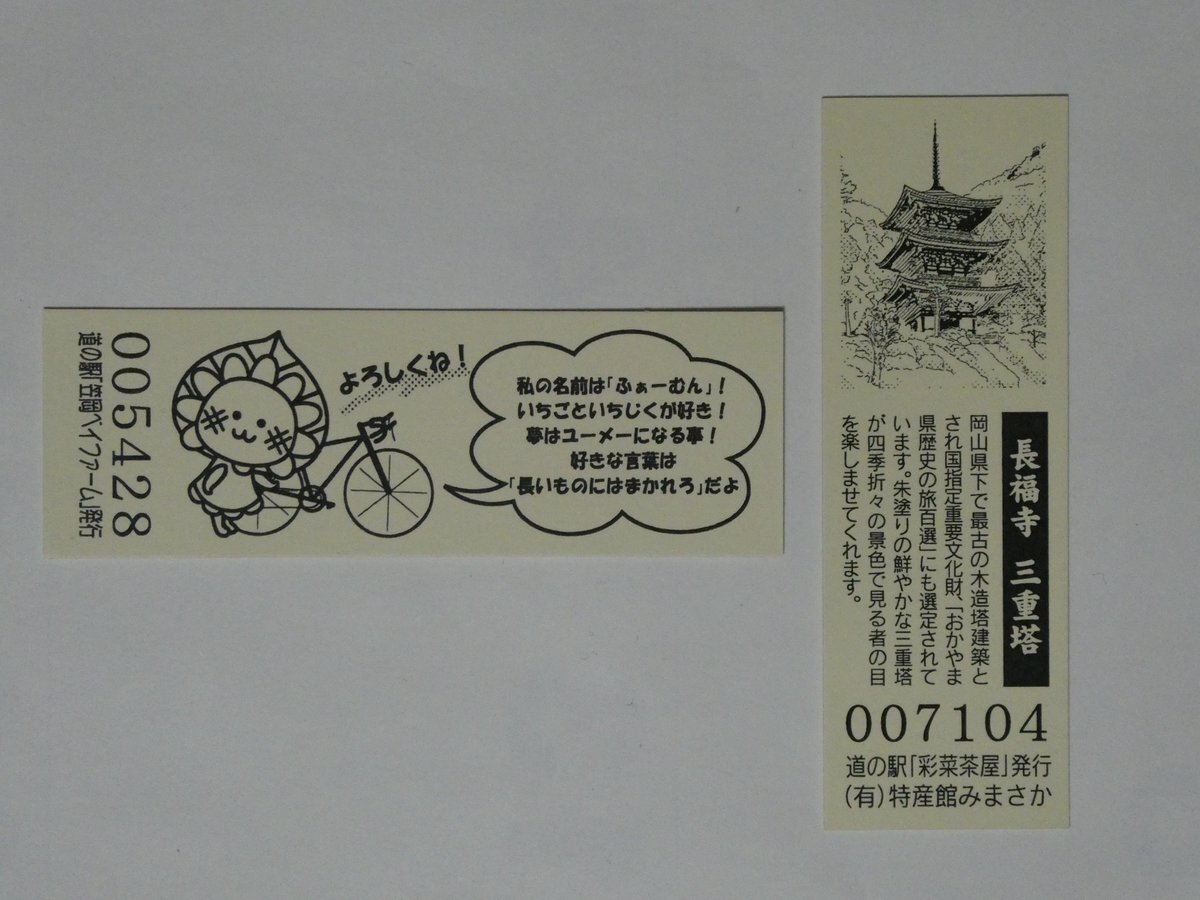 005428
道の駅「笠岡ベイファーム」発行
よろしくね!
私の名前は「ふぁーむん」!
いちごといちじくが好き!
夢はユーメーになる事!
好きな言葉は
「長いものにはまかれろ」だよ
長福寺 三重塔
岡山県下で最古の木造塔建築と
され国指定重要文化財、「おかやま
県歴史の旅百選」にも選定されて
います。朱塗りの鮮やかな三重塔
が四季折々の景色で見る者の目
を楽しませてくれます。
007104
道の駅「彩菜茶屋」発行
(有)特産館みまさか